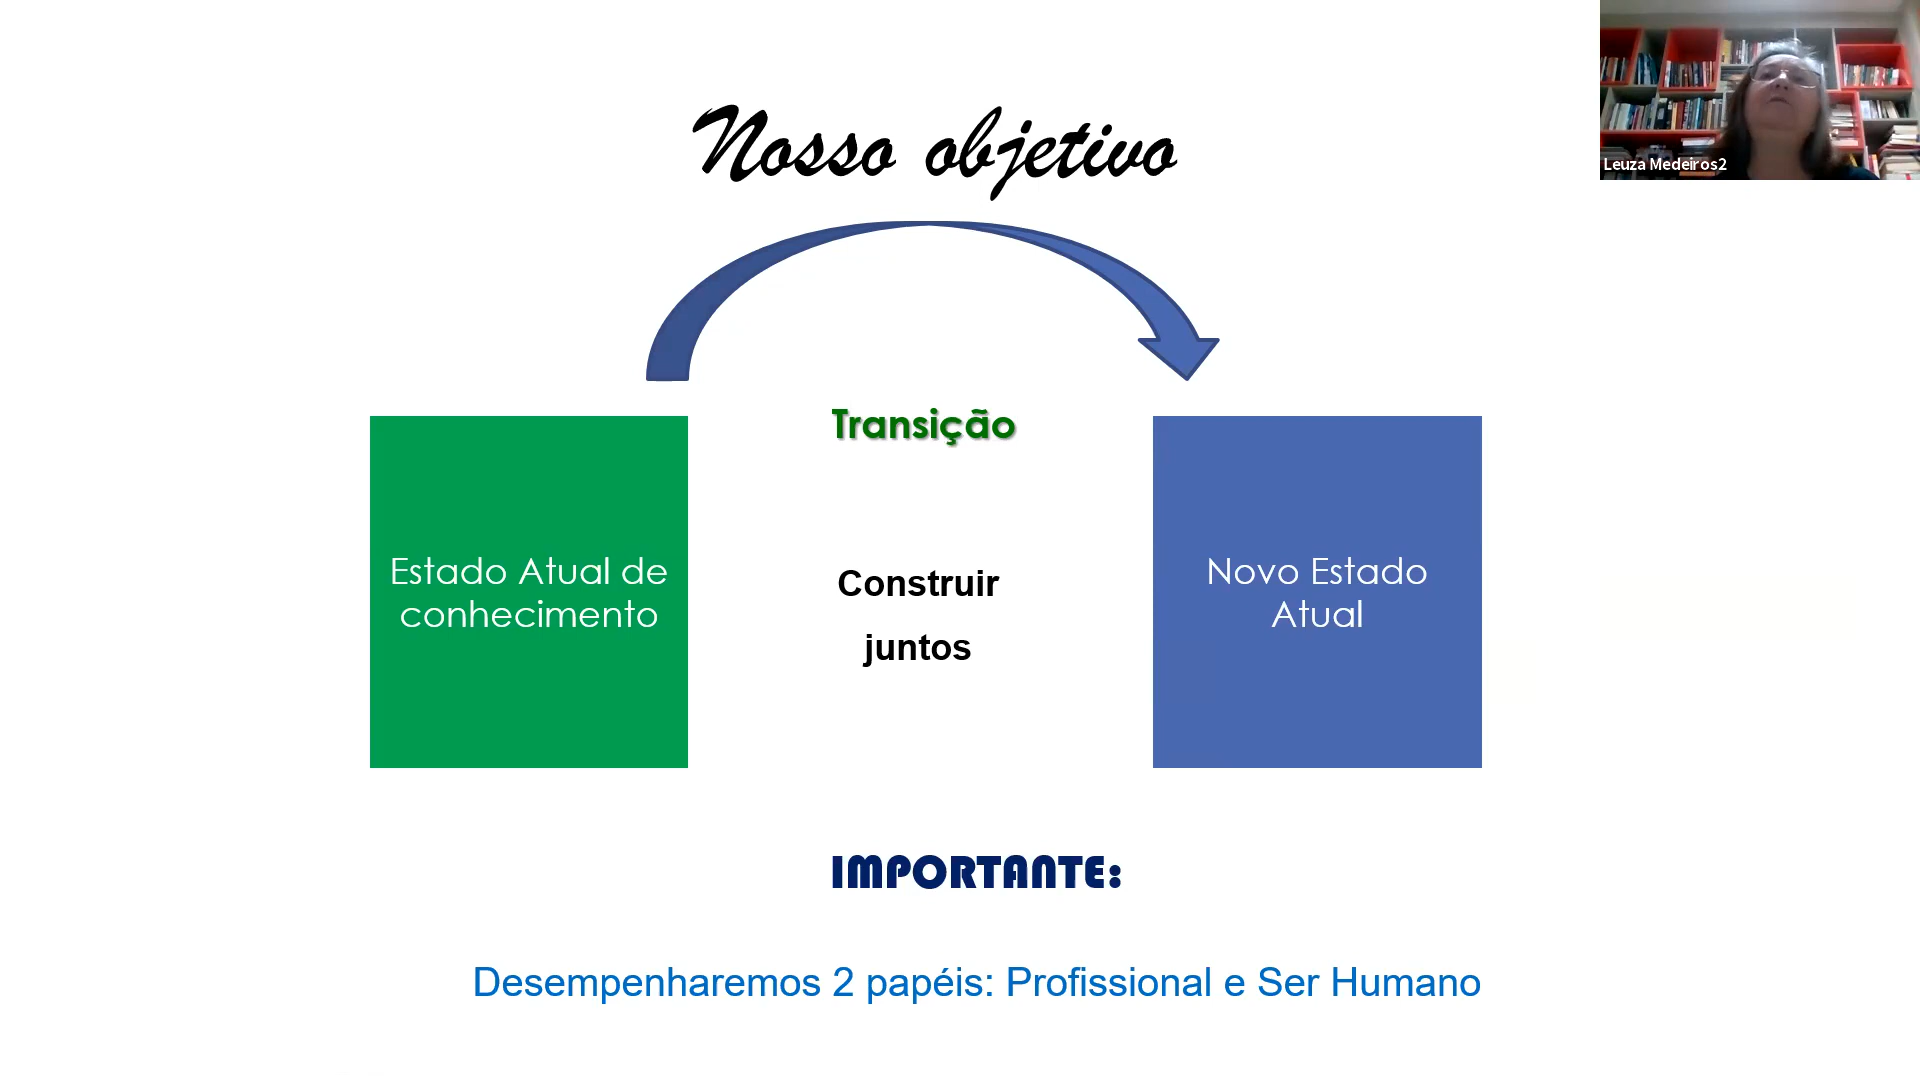 Nosso objetivo
Leuza Medeiros2
Transição
Estado Atual de
conhecimento
Construir
juntos
Novo Estado
Atual
IMPORTANTE:
Desempenharemos 2 papéis: Profissional e Ser Humano